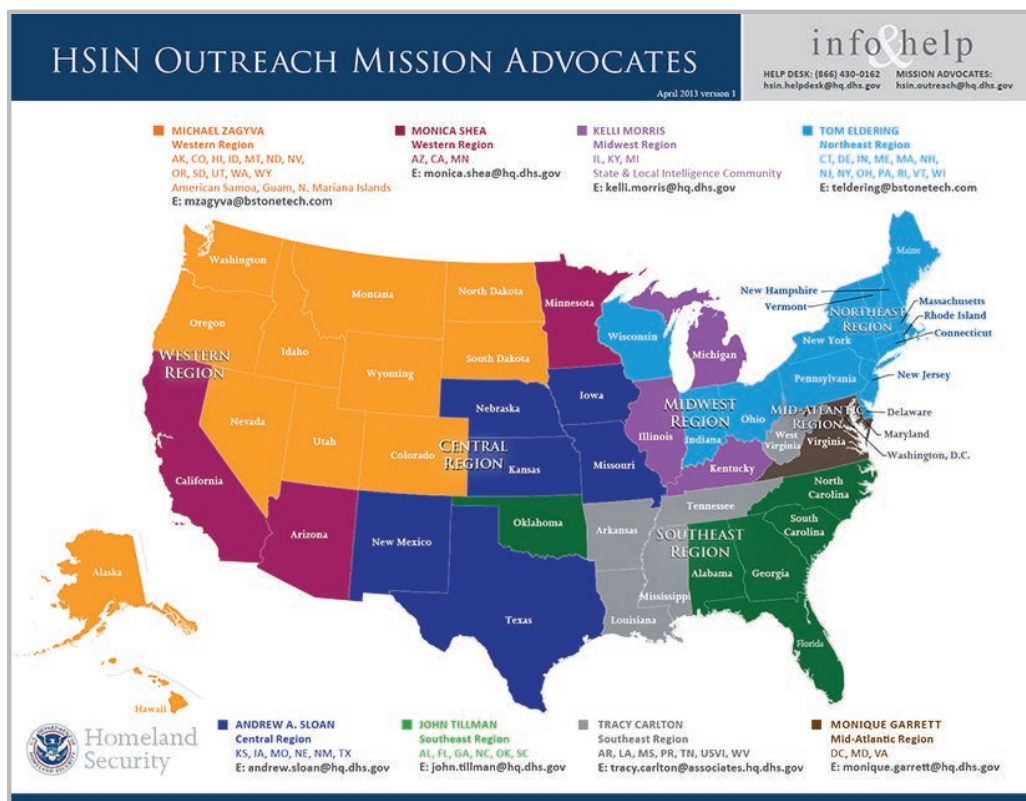 HSIN OUTREACH MISSION ADVOCATES
April 2013 version 1
info&help
HELP DESK: (866) 430-0162
hsin.helpdesk@hq.dhs.gov
MISSION ADVOCATES:
hsin.outreach@hq.dhs.gov
MICHAEL ZAGYVA
Western Region
AK, CO, HI, ID, MT, ND, NV,
OR, SD, UT, WA, WY
American Samoa, Guam, N. Mariana Islands
E: mzagyva@bstonetech.com
MONICA SHEA
Western Region
AZ, CA, MN
E: monica.shea@hq.dhs.gov
KELLI MORRIS
Midwest Region
IL, KY, MI
State & Local Intelligence Community
E: kelli.morris@hq.dhs.gov
TOM ELDERING
Northeast Region
CT, DE, IN, ME, MA, NH,
NJ, NY, OH, PA, RI, VT, WI
E: teldering@bstonetech.com
Washington
Oregon
WESTERN
REGION
Idaho
Montana
Wyoming
Nevada
Utah
Colorado
California
Arizona
North Dakota
South Dakota
Minnesota
Nebraska
Iowa
CENTRAL
REGION
Kansas
Missouri
New Mexico
Oklahoma
Texas
Wisconsin
Michigan
Illinois
MIDWEST
REGION
Indiana
Ohio
Kentucky
Maine
New Hampshire
Vermont
Massachusetts
Rhode Island
Connecticut
NORTHEAST
REGION
New York
Pennsylvania
New Jersey
MID-ATLANTIC
REGION
Delaware
Maryland
Washington, D.C.
West
Virginia
Virginia
Tennessee
North
Carolina
South
Carolina
Arkansas
SOUTHEAST
REGION
Mississippi
Alabama
Georgia
Louisiana
Florida
Alaska
Hawaii
Homeland
Security
ANDREW A. SLOAN
Central Region
KS, IA, MO, NE, NM, TX
E: andrew.sloan@hq.dhs.gov
JOHN TILLMAN
Southeast Region
AL, FL, GA, NC, OK, SC
E: john.tillman@hq.dhs.gov
TRACY CARLTON
Southeast Region
AR, LA, MS, PR, TN, USVI, WV
E: tracy.carlton@associates.hq.dhs.gov
MONIQUE GARRETT
Mid-Atlantic Region
DC, MD, VA
E: monique.garrett@hq.dhs.gov